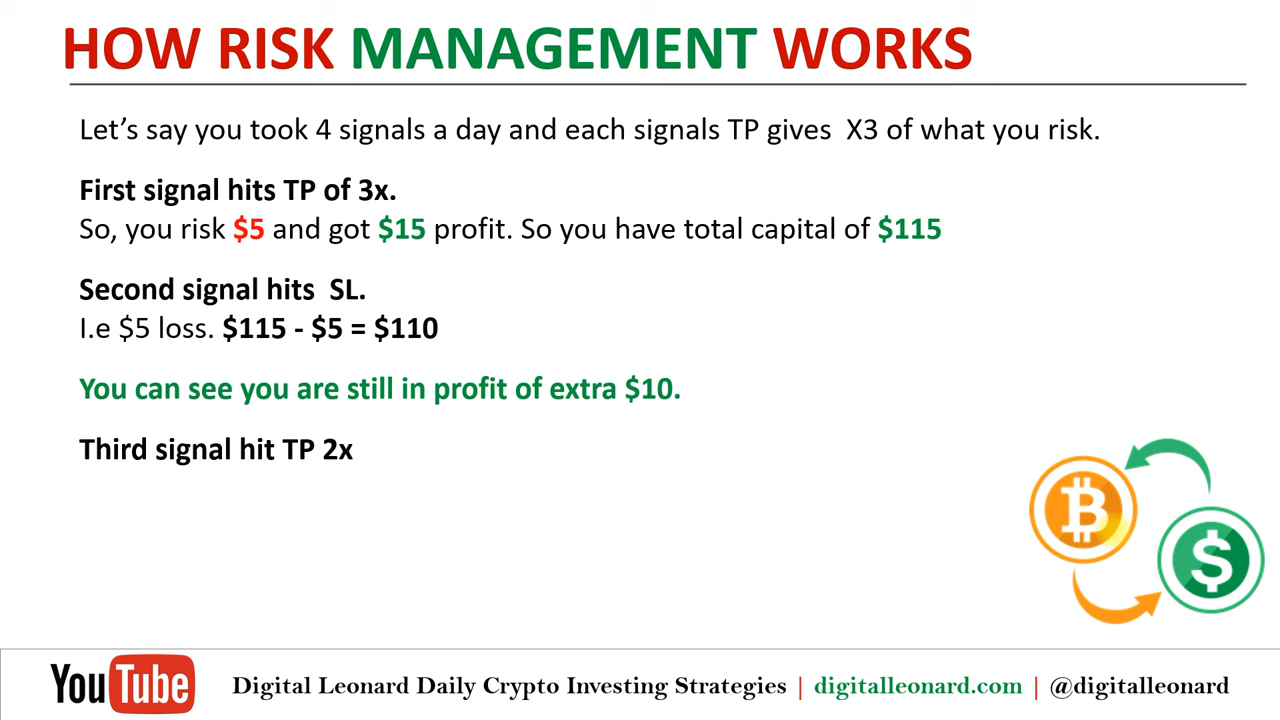 HOW RISK MANAGEMENT WORKS
Let’s say you took 4 signals a day and each signals TP gives X3 of what you risk.
First signal hits TP of 3x.
So, you risk $5 and got $15 profit. So you have total capital of $115
Second signal hits SL.
I.e $5 loss. $115 - $5 = $110
You can see you are still in profit of extra $10.
Third signal hit TP 2x
YouTube Digital Leonard Daily Crypto Investing Strategies | digitalleonard.com | @digitalleonard